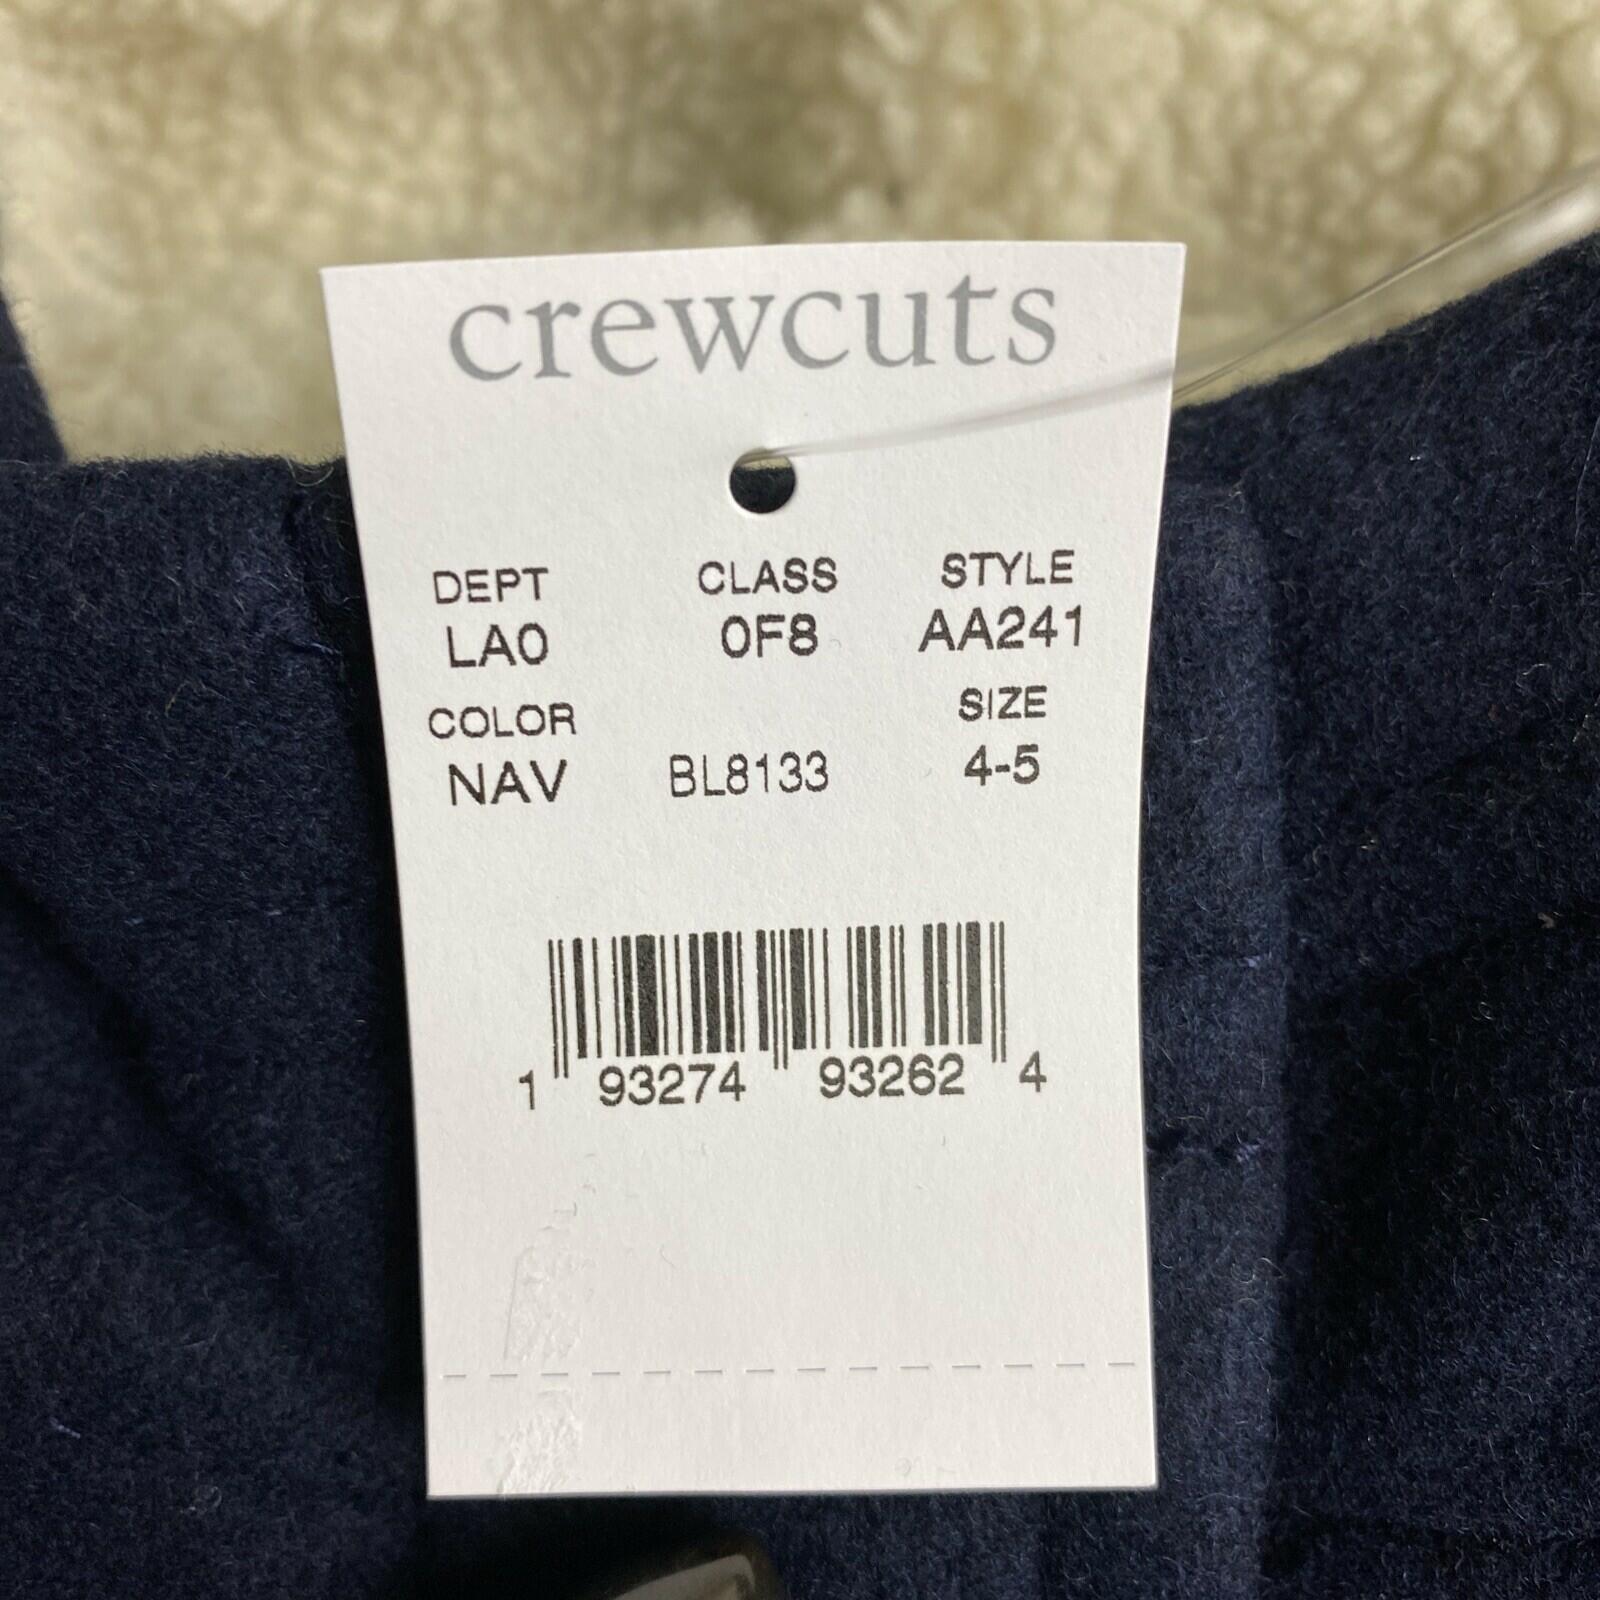 crewcuts
DEPT CLASS STYLE
LA0 0F8 AA241
COLOR SIZE
NAV BL8133 4-5
1 93274 93262 4